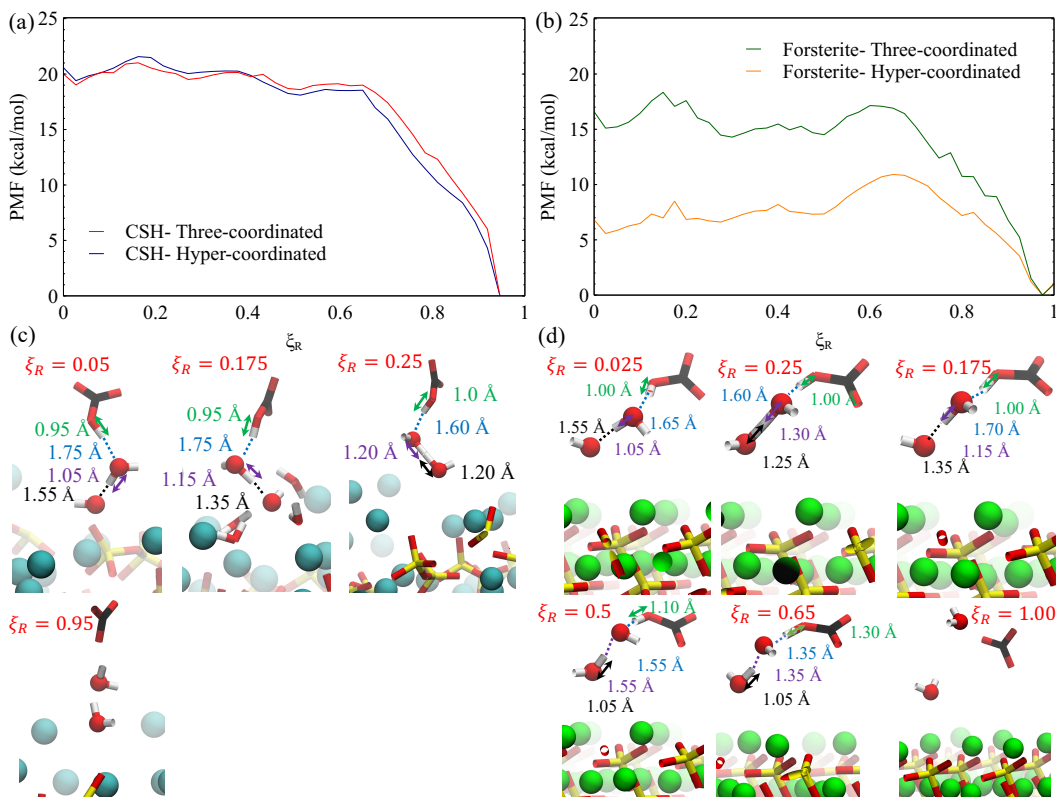 (a)
25
20
15
10
5
0
PMF (kcal/mol)
CSH- Three-coordinated
CSH- Hyper-coordinated
0 0.2 0.4 0.6 0.8 1
ξR
(b)
25
20
15
10
5
0
PMF (kcal/mol)
Forsterite- Three-coordinated
Forsterite- Hyper-coordinated
0 0.2 0.4 0.6 0.8 1
ξR
(c)
ξR = 0.05
0.95 Å
1.75 Å
1.05 Å
1.55 Å
ξR = 0.175
0.95 Å
1.75 Å
1.15 Å
1.35 Å
ξR = 0.25
1.0 Å
1.60 Å
1.20 Å
1.20 Å
ξR = 0.95
(d)
ξR = 0.025
1.00 Å
1.55 Å
1.65 Å
1.05 Å
ξR = 0.25
1.60 Å
1.00 Å
1.30 Å
1.25 Å
ξR = 0.175
1.00 Å
1.70 Å
1.15 Å
1.35 Å
ξR = 0.5
1.10 Å
1.55 Å
1.55 Å
1.05 Å
ξR = 0.65
1.30 Å
1.35 Å
1.35 Å
1.05 Å
ξR = 1.00